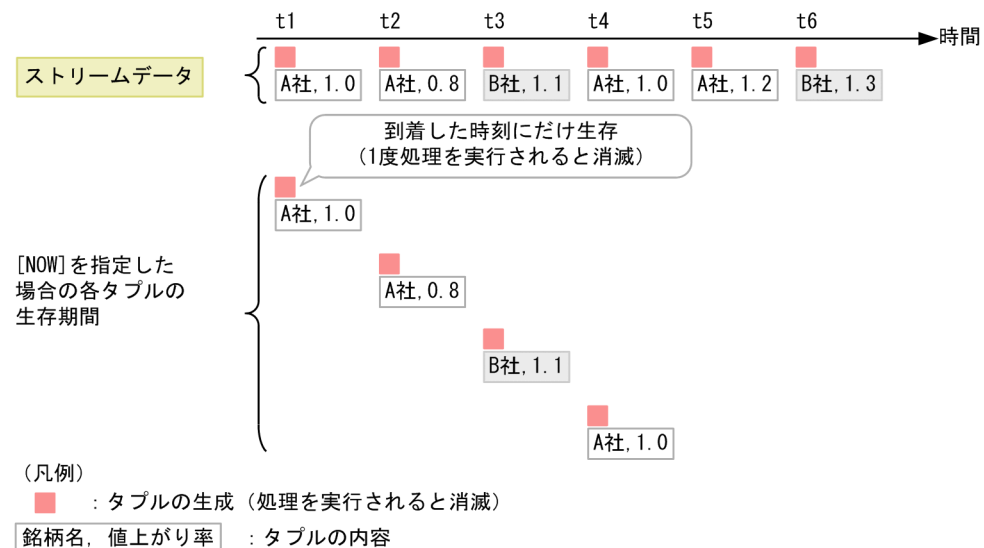 t1 t2 t3 t4 t5 t6
時間
ストリームデータ
A社,1.0 A社,0.8 B社,1.1 A社,1.0 A社,1.2 B社,1.3
到着した時刻にだけ生存
(1度処理を実行されると消滅)
A社,1.0
[NOW]を指定した
場合の各タプルの
生存期間
A社,0.8
B社,1.1
A社,1.0
(凡例)
:タプルの生成(処理を実行されると消滅)
銘柄名,値上がり率 :タプルの内容